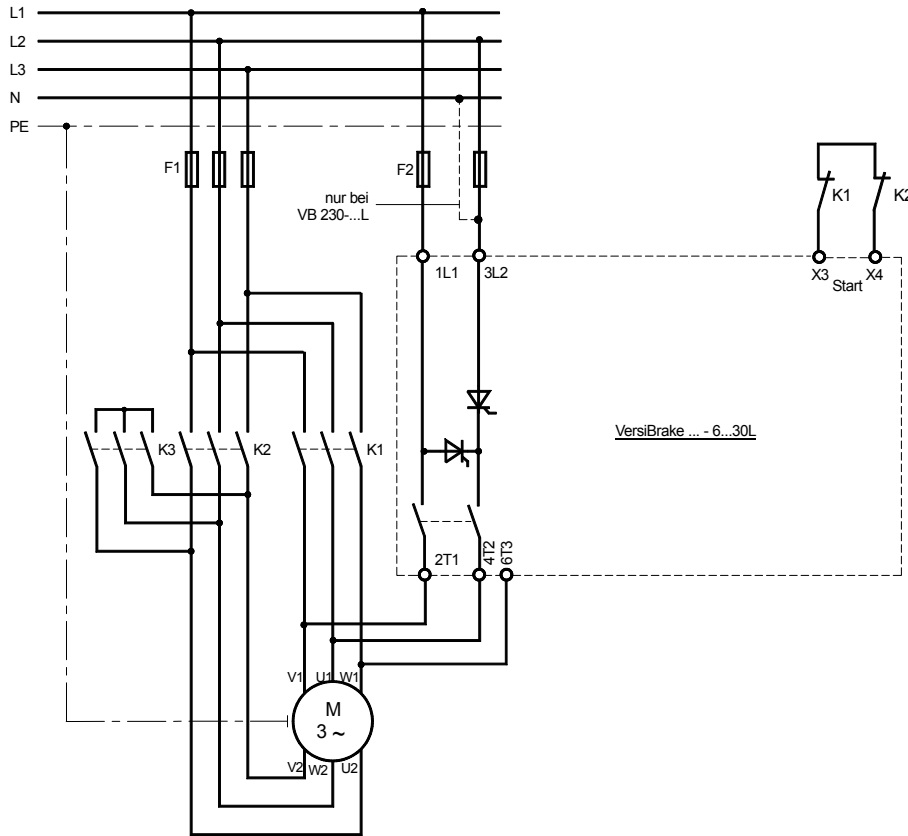 L1
L2
L3
N
PE
F1
F2
nur bei
VB 230-...L
K1
K2
1L1
3L2
X3
X4
Start
VersiBrake ... - 6...30L
K3
K2
K1
2T1
4T2
6T3
V1
U1
W1
M
3 ~
V2
W2
U2